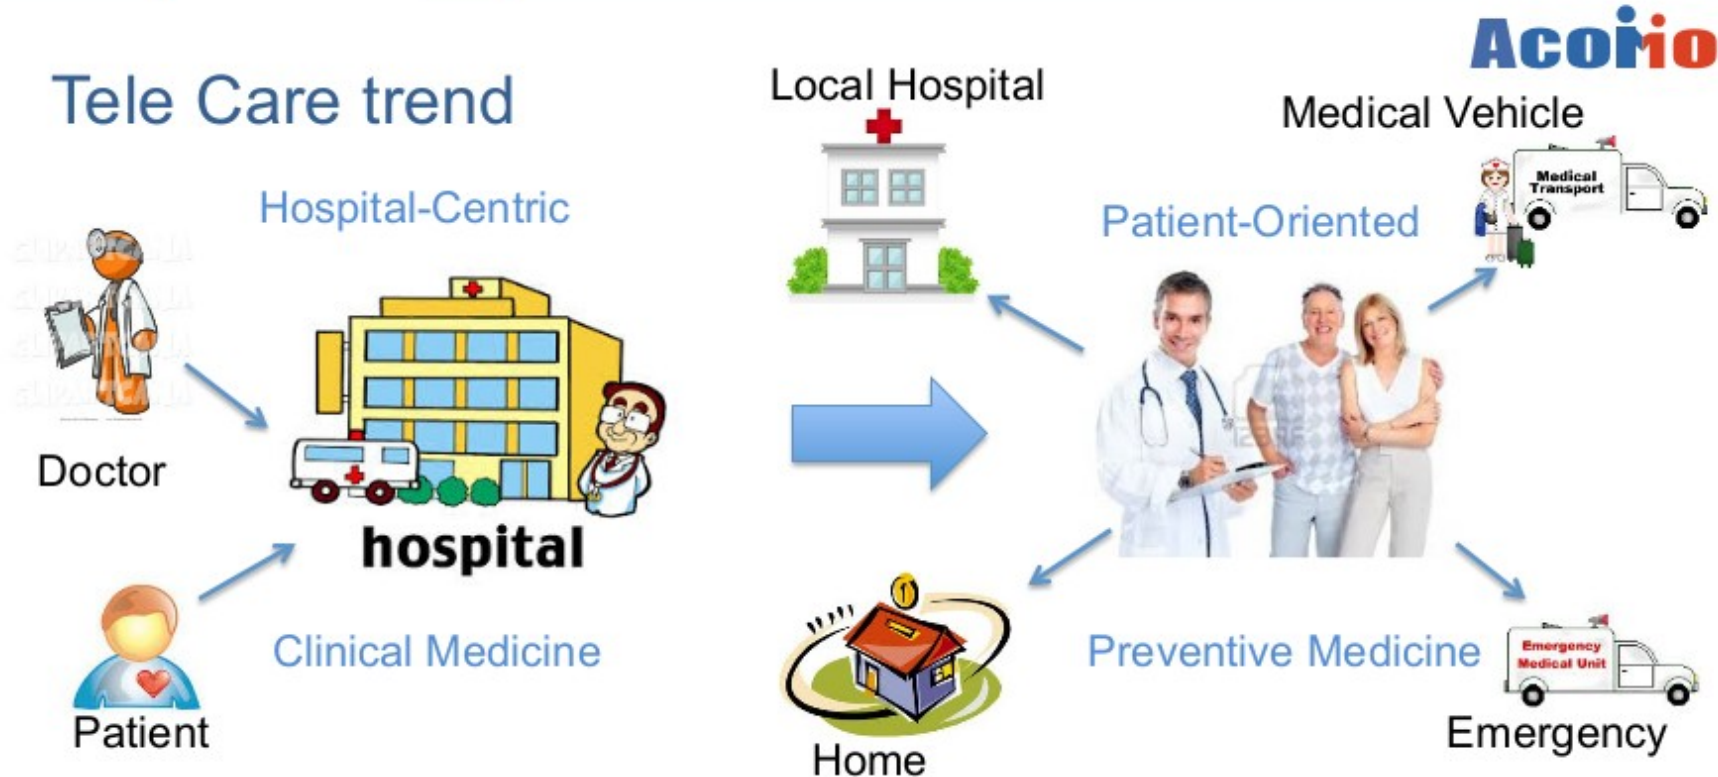 Acomo
Tele Care trend
Local Hospital
Medical Vehicle
Medical
Transport
Hospital-Centric
Patient-Oriented
Doctor
hospital
Clinical Medicine
Preventive Medicine
Emergency
Medical Unit
Patient
Home
Emergency